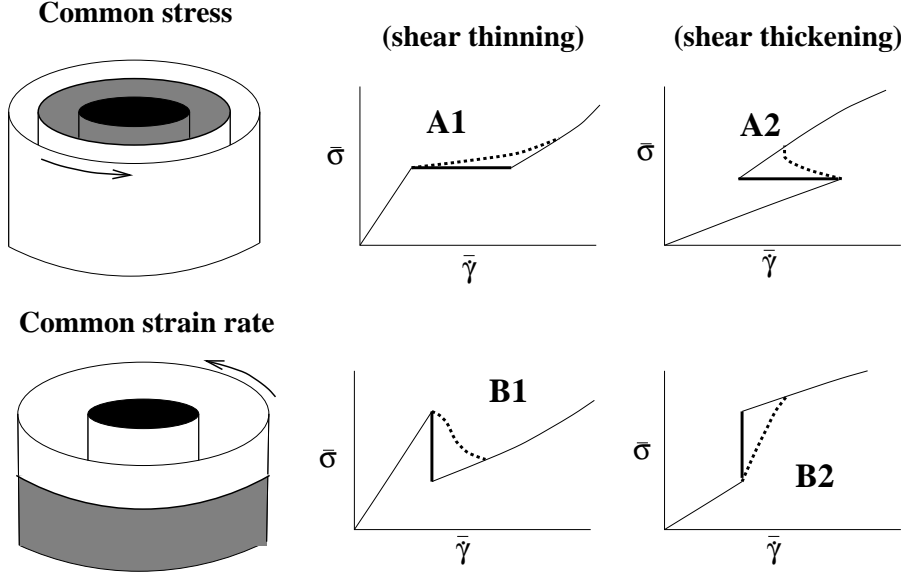 Common stress
(shear thinning)
(shear thickening)
A1
A2
σ̄
σ̄
γ̇̄
γ̇̄
Common strain rate
B1
B2
σ̄
σ̄
γ̇̄
γ̇̄